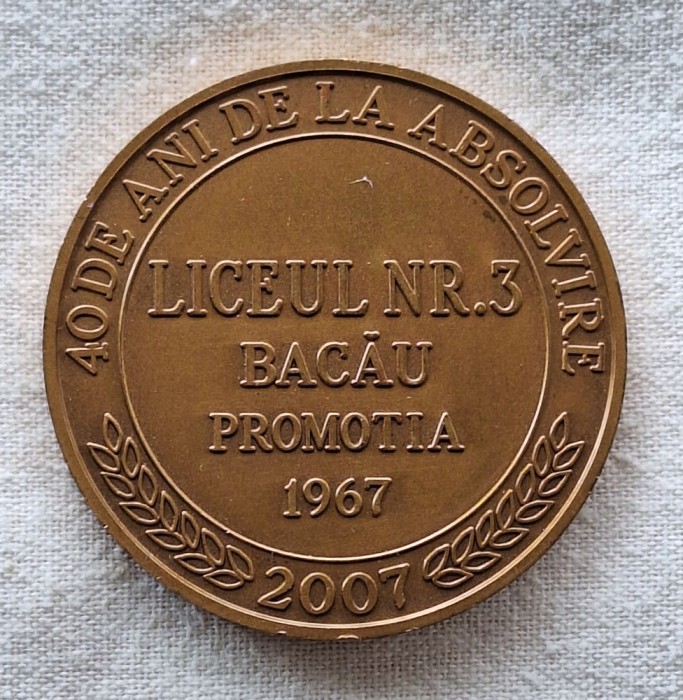 40 DE ANI DE LA ABSOLVIRE
LICEUL NR.3
BACĂU
PROMOTIA
1967
2007